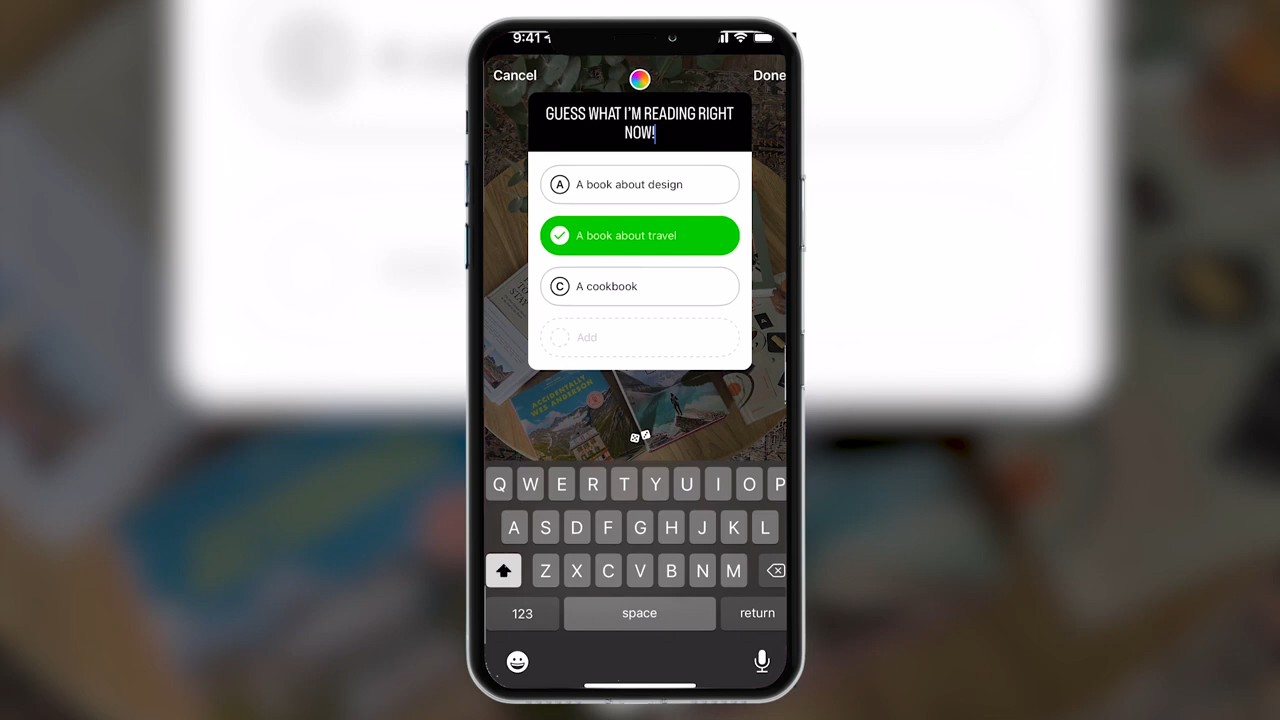 9:41
Cancel
Done
GUESS WHAT I'M READING RIGHT
NOW!
A A book about design
A book about travel
C A cookbook
Add
ACCIDENTALLY
WES ANDERSON
Q W E R T Y U I O P
A S D F G H J K L
Z X C V B N M
123 space return